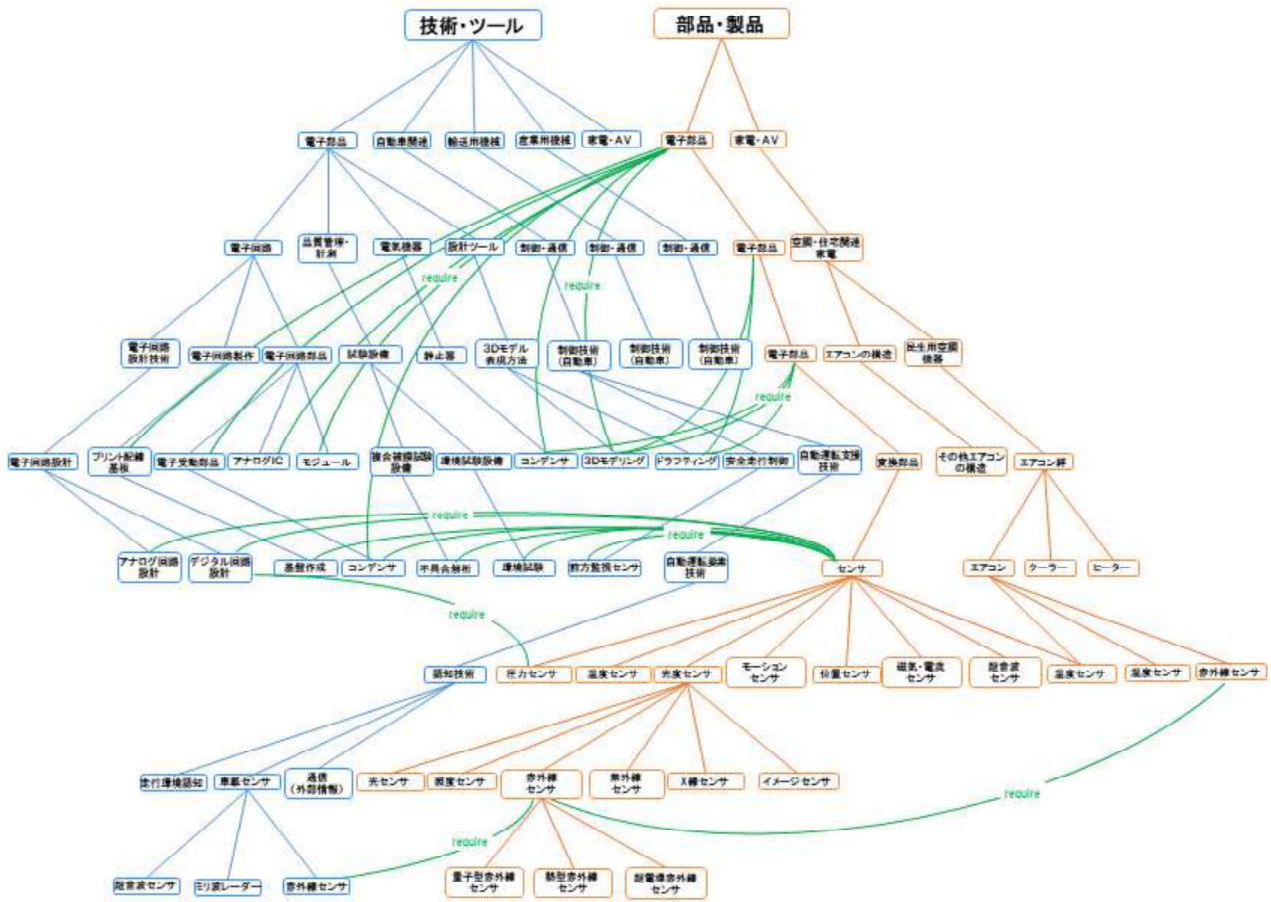 技術・ツール
部品・製品
電子部品
自動車関連
輸送用機械
産業用機械
家電・AV
電子部品
家電・AV
電子回路
品質管理・
計測
電気機器
設計ツール
制御・通信
制御・通信
制御・通信
電子部品
空調・住宅関連
家電
require
require
電子回路
設計技術
電子回路製作
電子回路部品
試験設備
静止器
3Dモデル
表現方法
制御技術
(自動車)
制御技術
(自動車)
制御技術
(自動車)
電子部品
エアコンの構造
民生用空調
機器
require
電子回路設計
プリント配線
基板
電子受動部品
アナログIC
モジュール
複合被膜試験
設備
環境試験設備
コンデンサ
3Dモデリング
ドラフティング
安全走行制御
自動運転支援
技術
変換部品
その他エアコン
の構造
エアコン群
require
require
アナログ回路
設計
デジタル回路
設計
基盤作成
コンデンサ
不具合解析
環境試験
前方監視センサ
自動運転要素
技術
センサ
エアコン
クーラー
ヒーター
require
認知技術
圧力センサ
温度センサ
光度センサ
モーション
センサ
位置センサ
磁気・電流
センサ
超音波
センサ
温度センサ
湿度センサ
赤外線センサ
走行環境認知
車載センサ
通信
(外部情報)
光センサ
照度センサ
赤外線
センサ
紫外線
センサ
X線センサ
イメージセンサ
require
require
超音波センサ
ミリ波レーダー
赤外線センサ
量子型赤外線
センサ
熱型赤外線
センサ
超電導赤外線
センサ